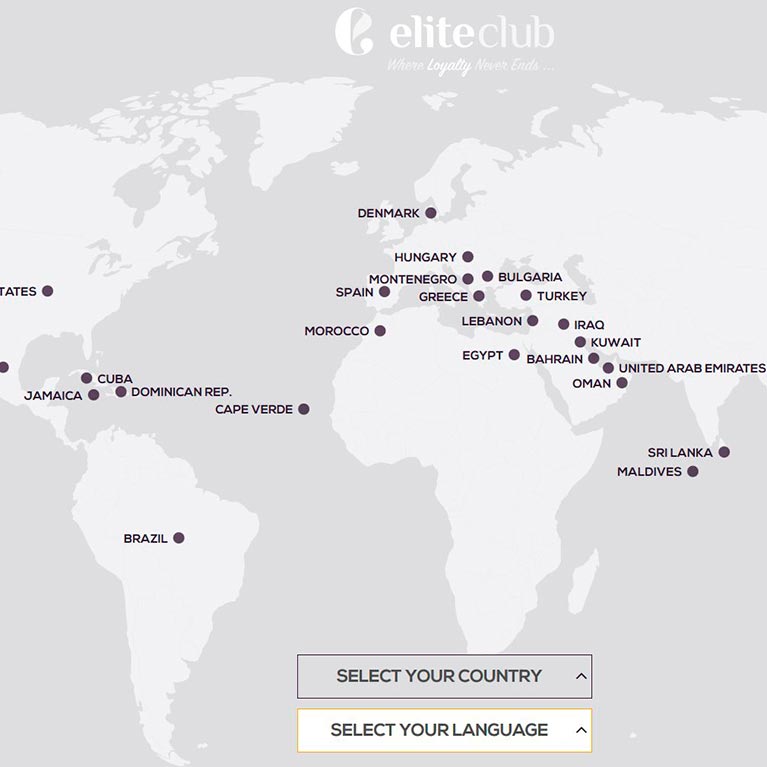 eliteclub
Where Loyalty Never Ends ...
DENMARK
HUNGARY
MONTENEGRO
BULGARIA
SPAIN
GREECE
TURKEY
TATES
LEBANON
IRAQ
MOROCCO
KUWAIT
EGYPT
BAHRAIN
UNITED ARAB EMIRATES
CUBA
OMAN
JAMAICA
DOMINICAN REP.
CAPE VERDE
SRI LANKA
MALDIVES
BRAZIL
SELECT YOUR COUNTRY
SELECT YOUR LANGUAGE